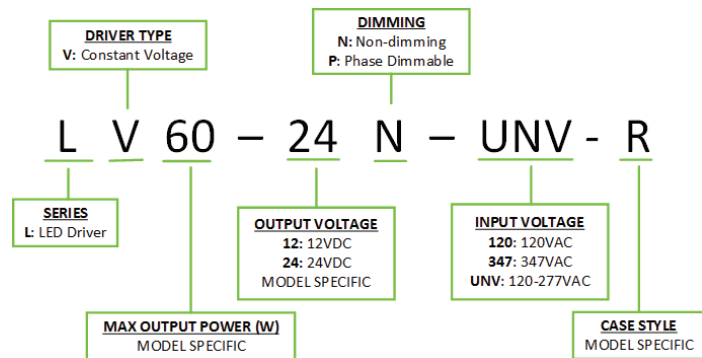 DRIVER TYPE
V: Constant Voltage
DIMMING
N: Non-dimming
P: Phase Dimmable
L V 60 – 24 N – UNV - R
SERIES
L: LED Driver
OUTPUT VOLTAGE
12: 12VDC
24: 24VDC
MODEL SPECIFIC
INPUT VOLTAGE
120: 120VAC
347: 347VAC
UNV: 120-277VAC
MAX OUTPUT POWER (W)
MODEL SPECIFIC
CASE STYLE
MODEL SPECIFIC